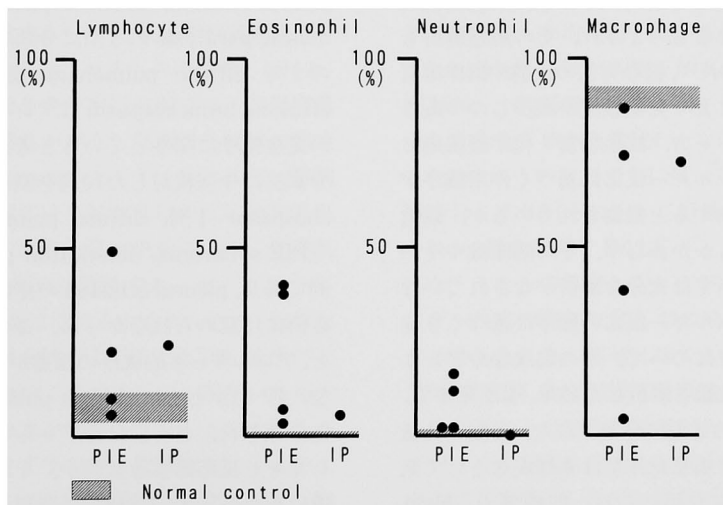 Lymphocyte Eosinophil Neutrophil Macrophage
100 100 100 100
(%) (%) (%) (%)
50 50 50 50
PIE IP PIE IP PIE IP PIE IP
Normal control